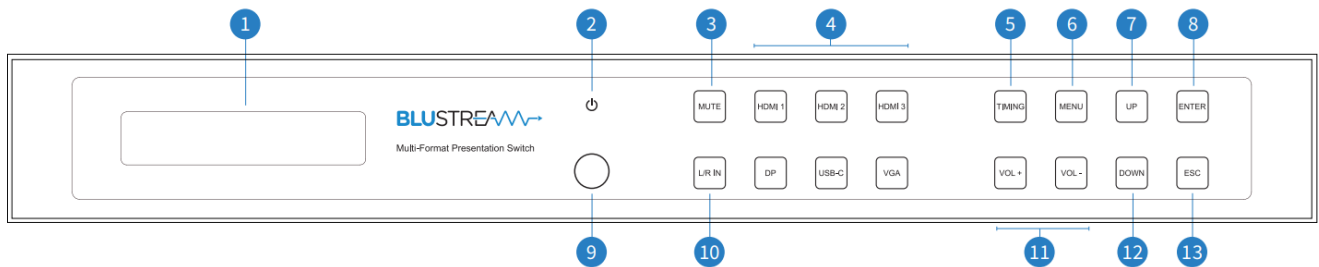 1 2 3 4 5 6 7 8
BLUSTREAM
Multi-Format Presentation Switch
MUTE HDMI 1 HDMI 2 HDMI 3 TIMING MENU UP ENTER
L/R IN DP USB-C VGA VOL + VOL - DOWN ESC
9 10 11 12 13